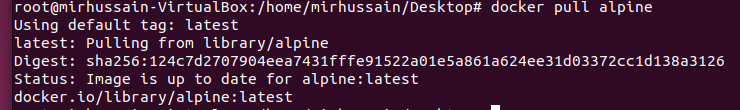 root@mirhussain-VirtualBox:/home/mirhussain/Desktop# docker pull alpine
Using default tag: latest
latest: Pulling from library/alpine
Digest: sha256:124c7d2707904eea7431fffe91522a01e5a861a624ee31d03372cc1d138a3126
Status: Image is up to date for alpine:latest
docker.io/library/alpine:latest